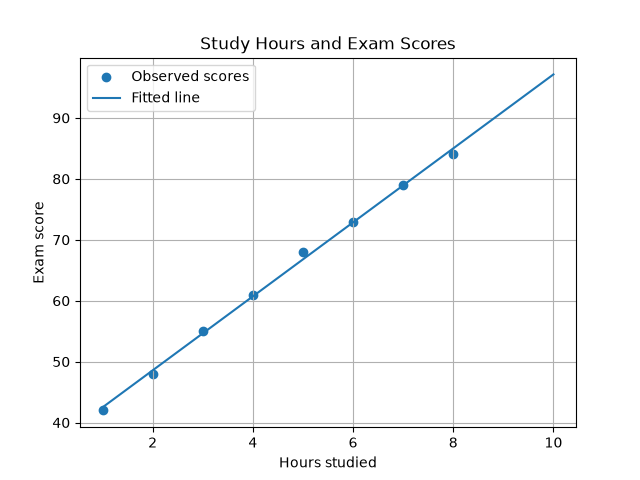 Study Hours and Exam Scores
Observed scores
Fitted line
90
80
70
60
50
40
Exam score
2 4 6 8 10
Hours studied